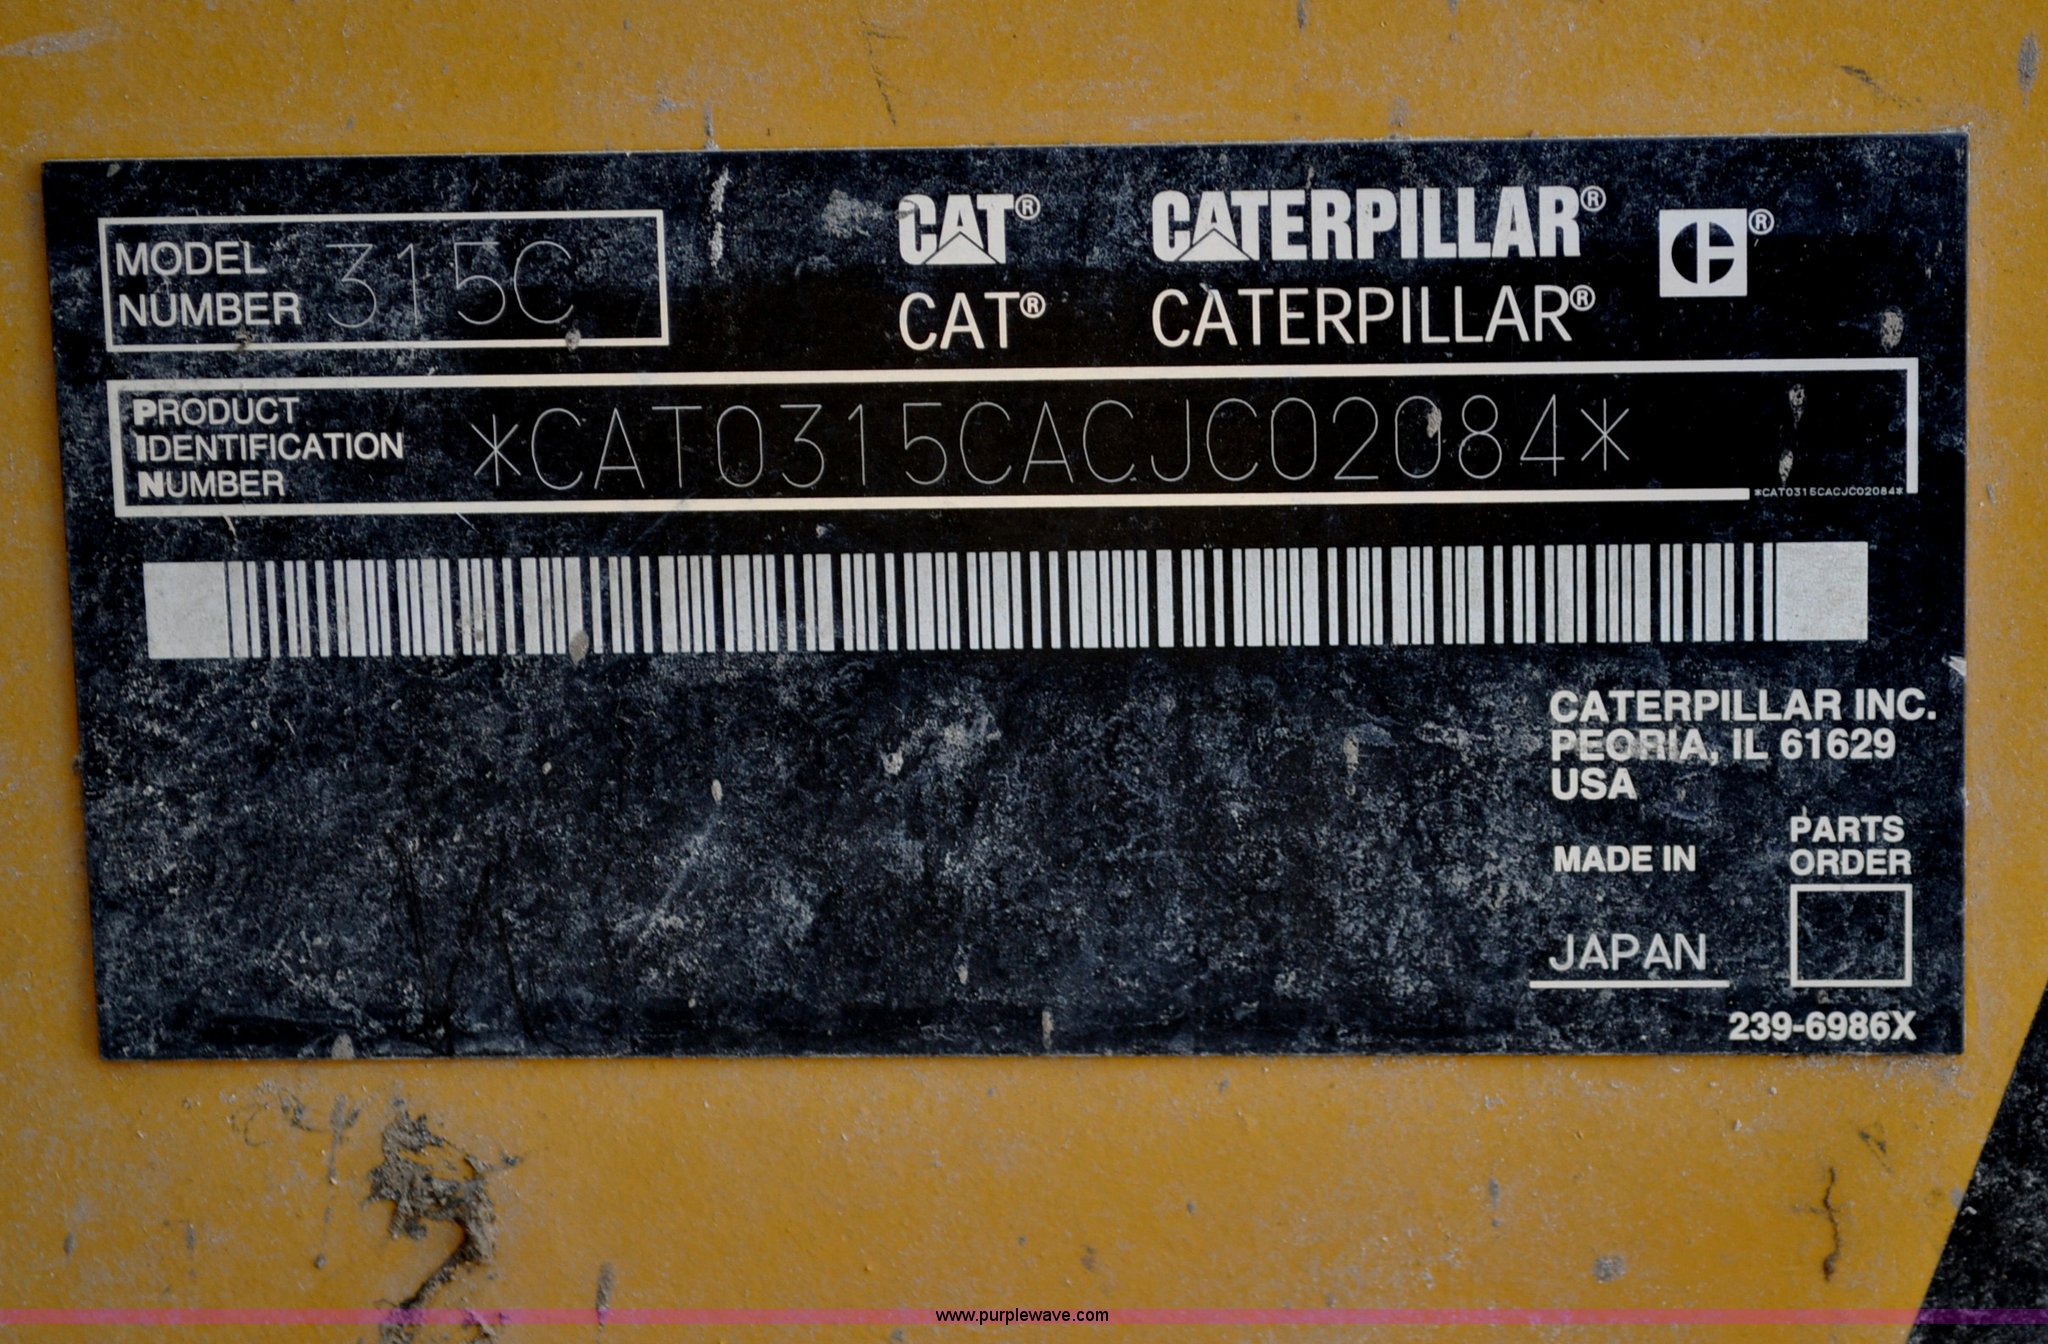 MODEL
NUMBER 315C
CAT® CATERPILLAR® ®
CAT® CATERPILLAR®
PRODUCT
IDENTIFICATION
NUMBER
*CAT0315CACJC02084*
*CAT0315CACJC02084*
CATERPILLAR INC.
PEORIA, IL 61629
USA
MADE IN
JAPAN
PARTS
ORDER
239-6986X
www.purplewave.com